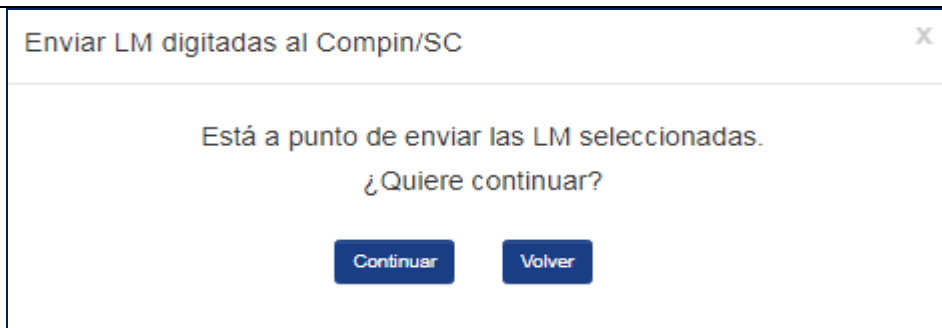 Enviar LM digitadas al Compin/SC
x
Está a punto de enviar las LM seleccionadas.
¿Quiere continuar?
Continuar
Volver